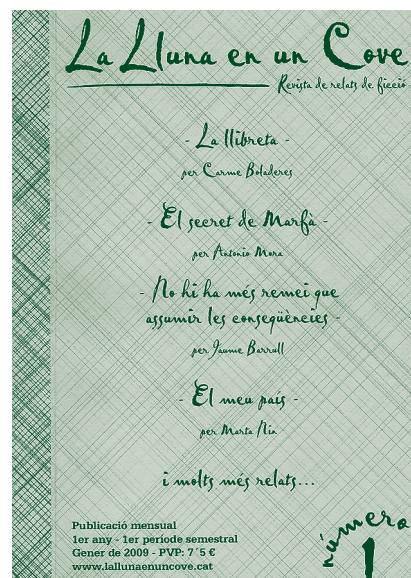 La Lluna en un Cove
Revista de relats de ficció
- La llibreta -
per Carme Boladeres
- El secret de Marfà -
per Antonio Mora
- No hi ha més remei que
assumir les conseqüències -
per Jaume Barrull
- El meu país -
per Marta Nin
i molts més relats...
Publicació mensual
1er any - 1er període semestral
Gener de 2009 - PVP: 7´5 €
www.lallunaenuncove.cat
número
1